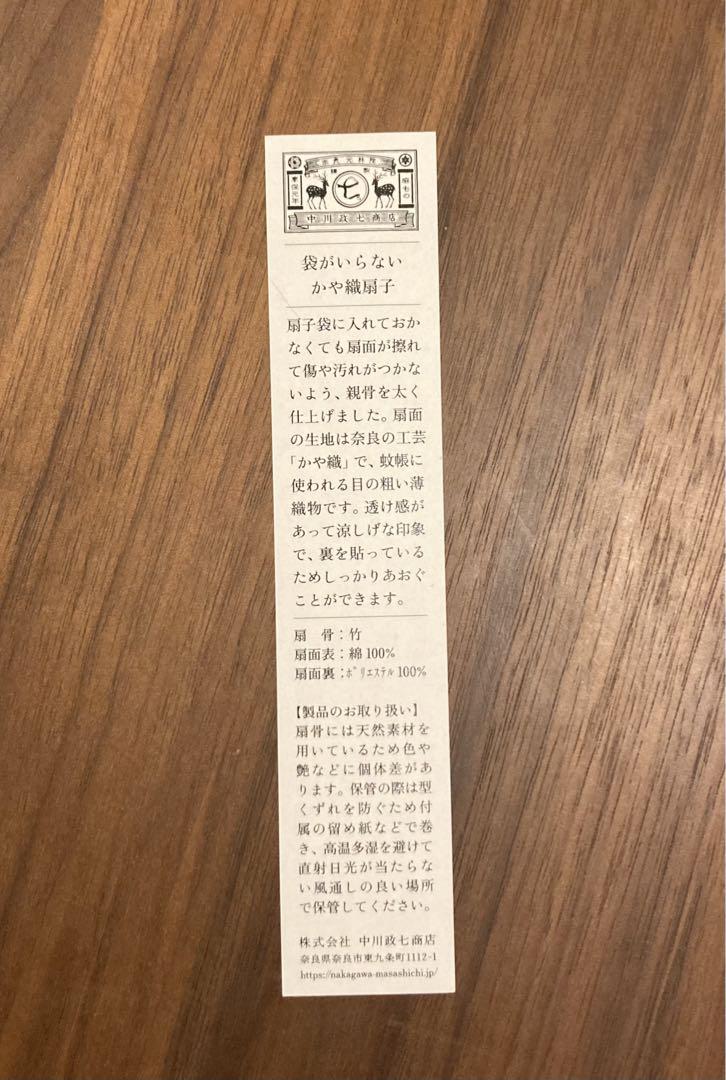 中川政七商店
袋がいらない
かや織扇子
扇子袋に入れておか
なくても扇面が擦れ
て傷や汚れがつかな
いよう、親骨を太く
仕上げました。扇面
の生地は奈良の工芸
「かや織」で、蚊帳に
使われる目の粗い薄
織物です。透け感が
あって涼しげな印象
で、裏を貼っている
ためしっかりあおぐ
ことができます。
扇　骨：竹
扇面表：綿100%
扇面裏：ﾎﾟﾘｴｽﾃﾙ100%
【製品のお取り扱い】
扇骨には天然素材を
用いているため色や
艶などに個体差があ
ります。保管の際は型
くずれを防ぐため付
属の留め紙などで巻
き、高温多湿を避けて
直射日光が当たらな
い風通しの良い場所
で保管してください。
株式会社 中川政七商店
奈良県奈良市東九条町1112-1
https://nakagawa-masashichi.jp/